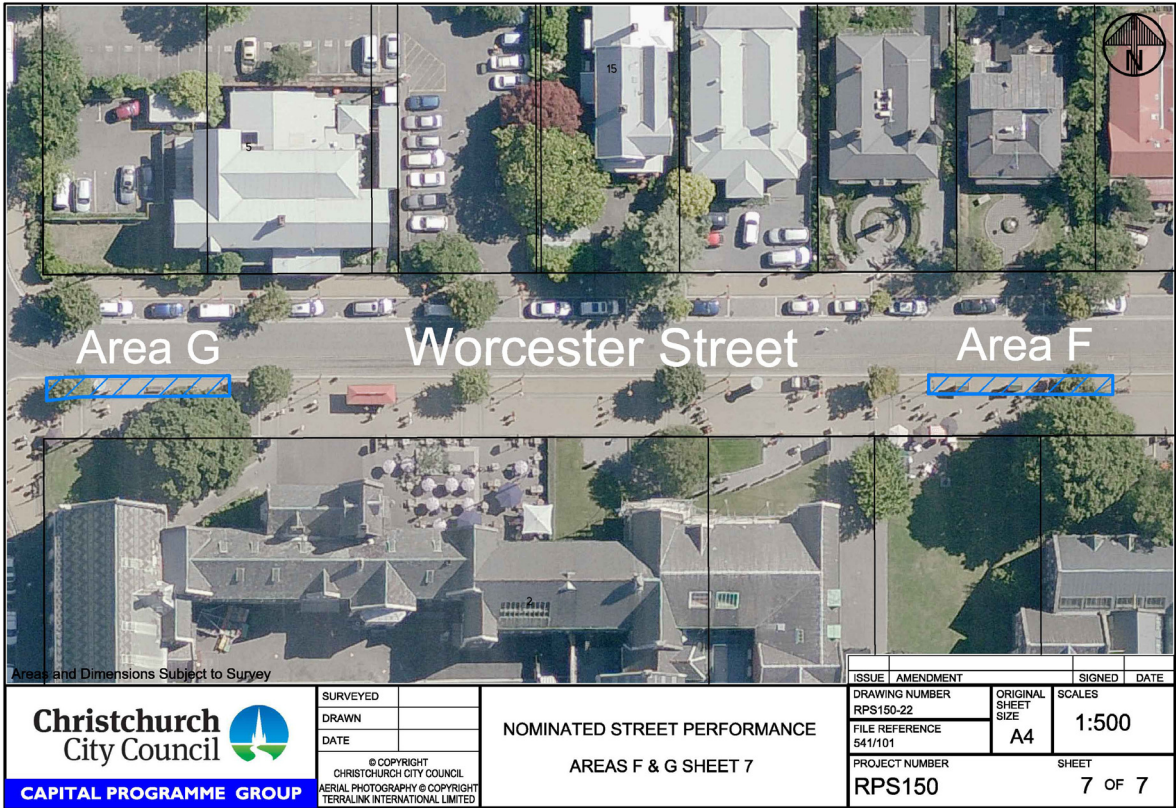 15
5
N
Area G
Worcester Street
Area F
2
Areas and Dimensions Subject to Survey
Christchurch
City Council
CAPITAL PROGRAMME GROUP
SURVEYED
DRAWN
DATE
© COPYRIGHT
CHRISTCHURCH CITY COUNCIL
AERIAL PHOTOGRAPHY © COPYRIGHT
TERRALINK INTERNATIONAL LIMITED
NOMINATED STREET PERFORMANCE
AREAS F & G SHEET 7
ISSUE AMENDMENT SIGNED DATE
DRAWING NUMBER
RPS150-22
FILE REFERENCE
541/101
ORIGINAL
SHEET
SIZE
A4
SCALES
1:500
PROJECT NUMBER
RPS150
SHEET
7 OF 7